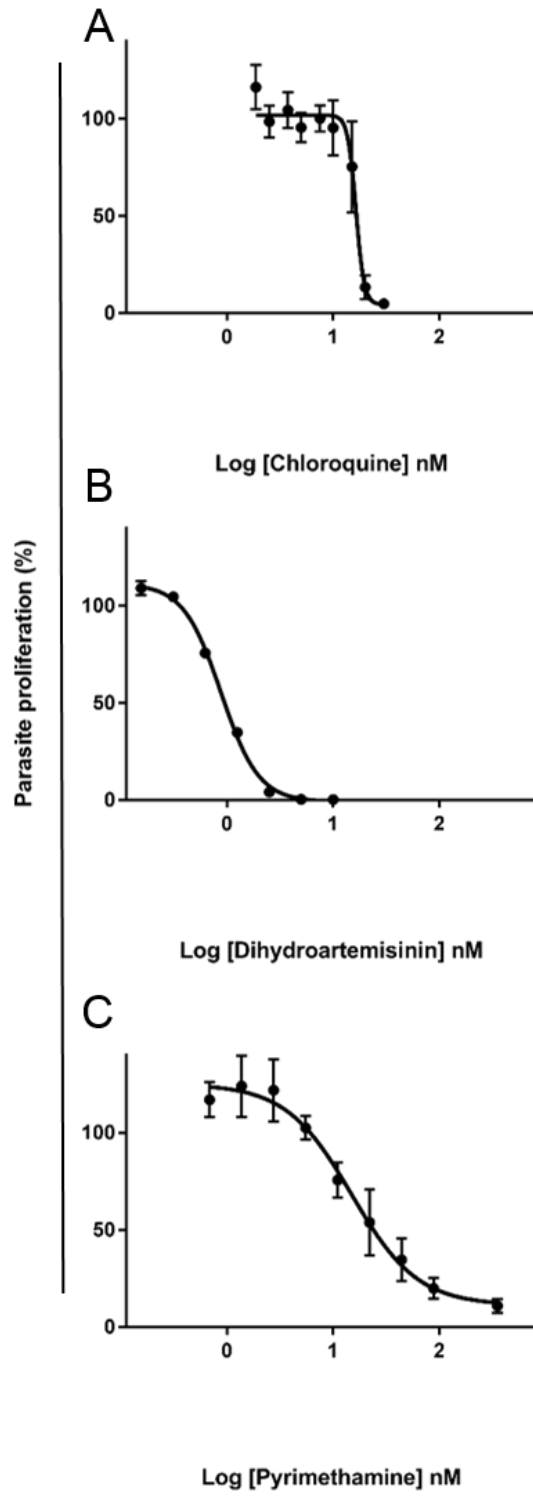 A
100
50
0
0 1 2
Log [Chloroquine] nM
B
Parasite proliferation (%)
100
50
0
0 1 2
Log [Dihydroartemisinin] nM
C
100
50
0
0 1 2
Log [Pyrimethamine] nM